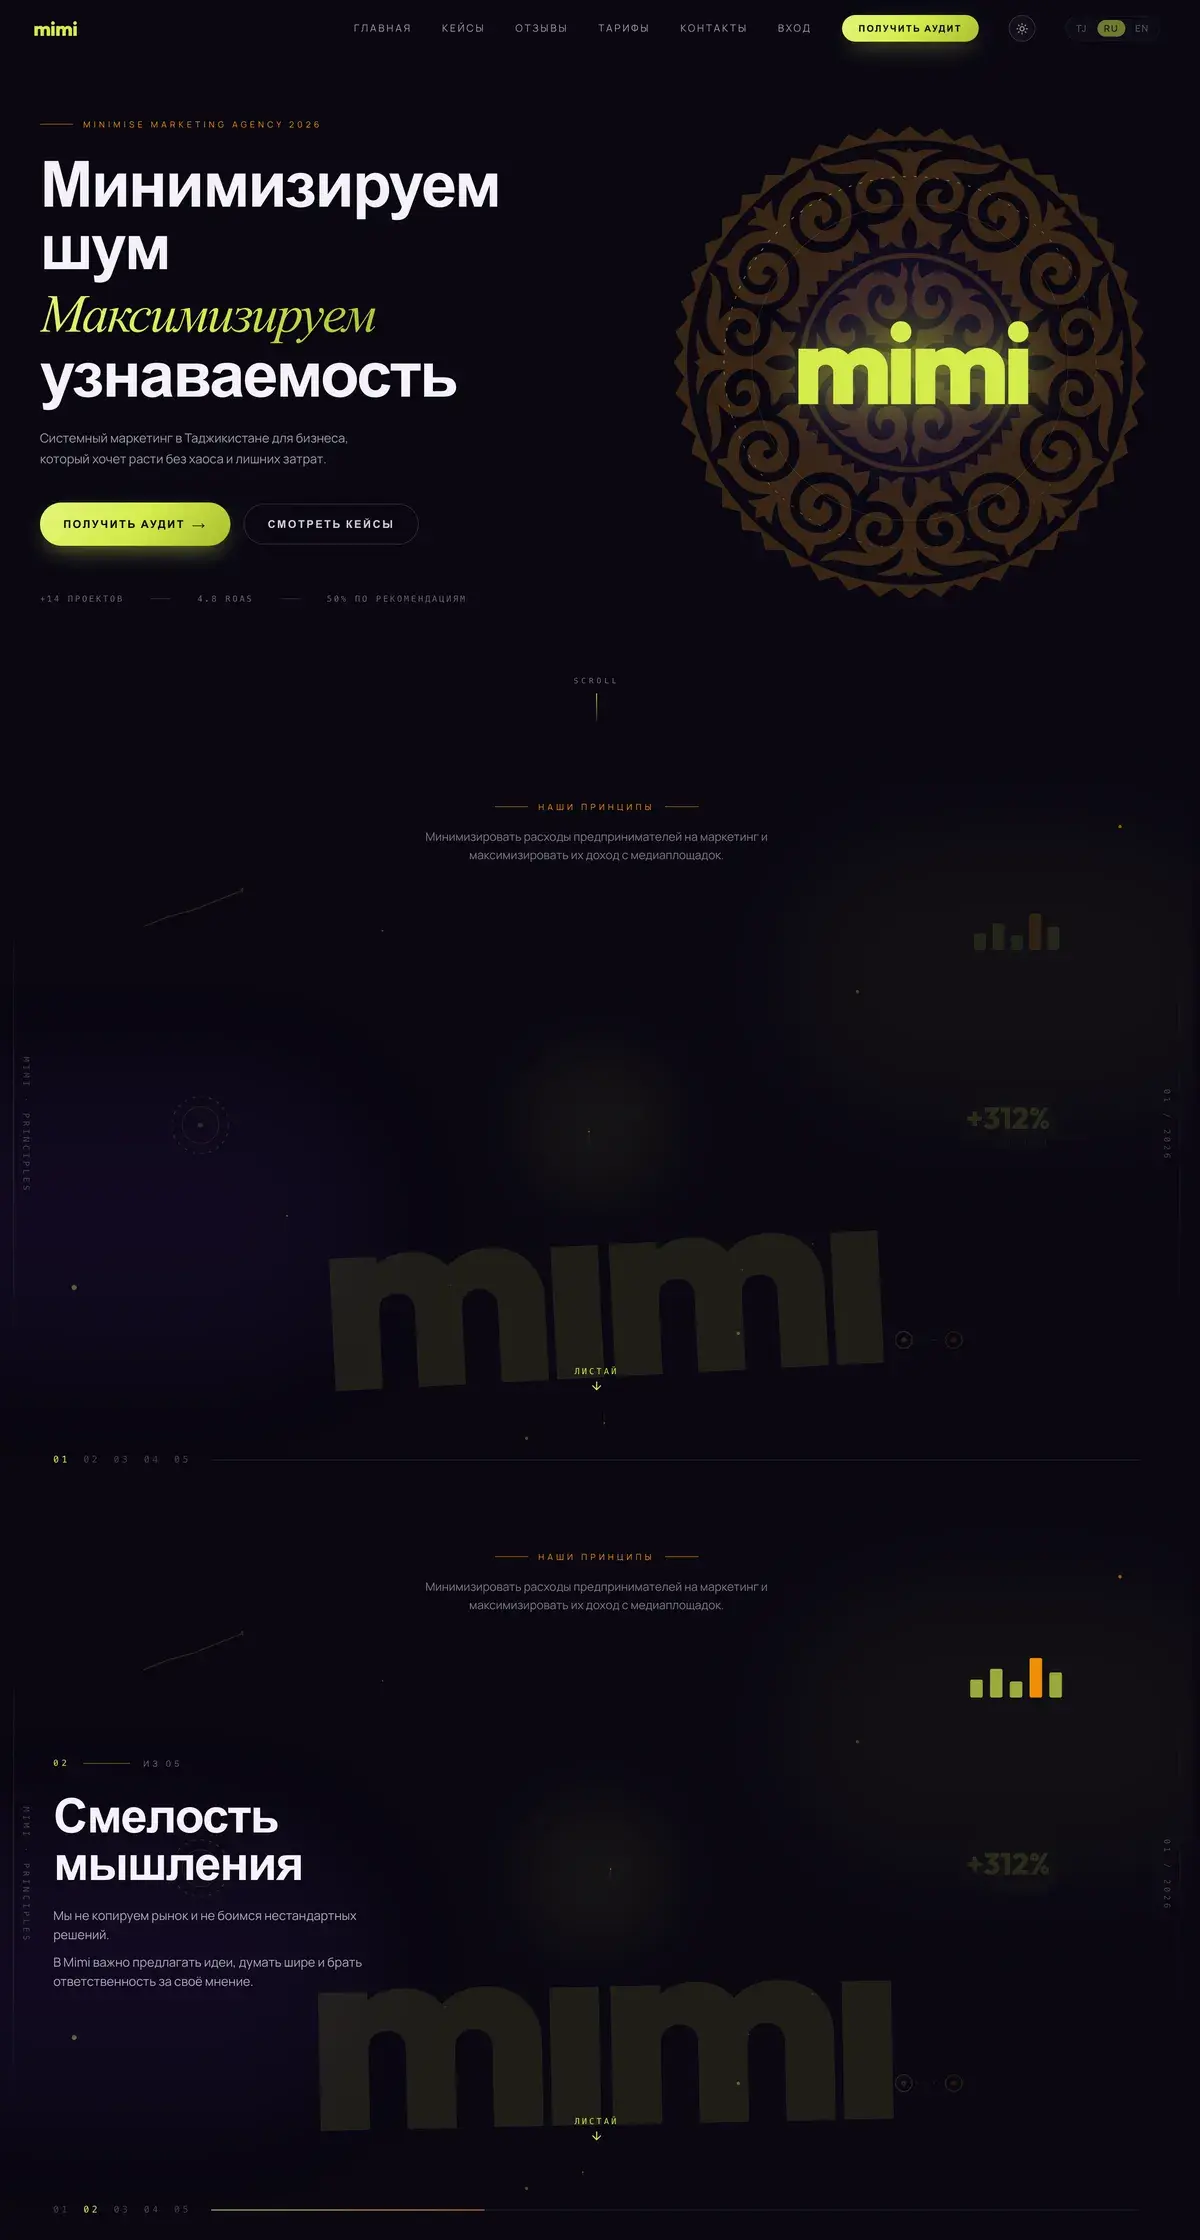 mimi
ГЛАВНАЯ КЕЙСЫ ОТЗЫВЫ ТАРИФЫ КОНТАКТЫ ВХОД ПОЛУЧИТЬ АУДИТ TJ RU EN
MINIMISE MARKETING AGENCY 2026
Минимизируем
шум
Максимизируем
узнаваемость
mimi
Системный маркетинг в Таджикистане для бизнеса,
который хочет расти без хаоса и лишних затрат.
ПОЛУЧИТЬ АУДИТ →
СМОТРЕТЬ КЕЙСЫ
+14 ПРОЕКТОВ 4.8 ROAS 50% ПО РЕКОМЕНДАЦИЯМ
SCROLL
НАШИ ПРИНЦИПЫ
Минимизировать расходы предпринимателей на маркетинг и
максимизировать их доход с медиаплощадок.
MIMI · PRINCIPLES
+312%
01 / 2026
mimi
ЛИСТАЙ
01 02 03 04 05
НАШИ ПРИНЦИПЫ
Минимизировать расходы предпринимателей на маркетинг и
максимизировать их доход с медиаплощадок.
02 ИЗ 05
Смелость
мышления
MIMI · PRINCIPLES
+312%
01 / 2026
Мы не копируем рынок и не боимся нестандартных
решений.
В Mimi важно предлагать идеи, думать шире и брать
ответственность за своё мнение.
mimi
ЛИСТАЙ
01 02 03 04 05